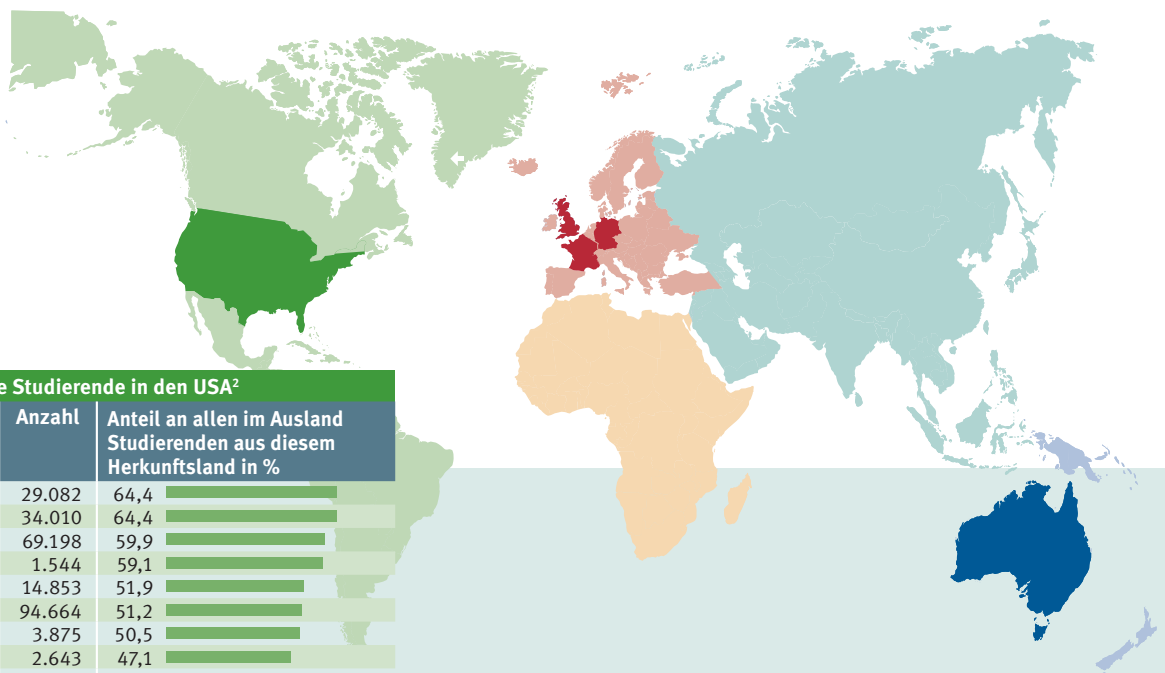 e Studierende in den USA²
Anzahl
Anteil an allen im Ausland
Studierenden aus diesem
Herkunftsland in %
29.082 64,4
34.010 64,4
69.198 59,9
1.544 59,1
14.853 51,9
94.664 51,2
3.875 50,5
2.643 47,1